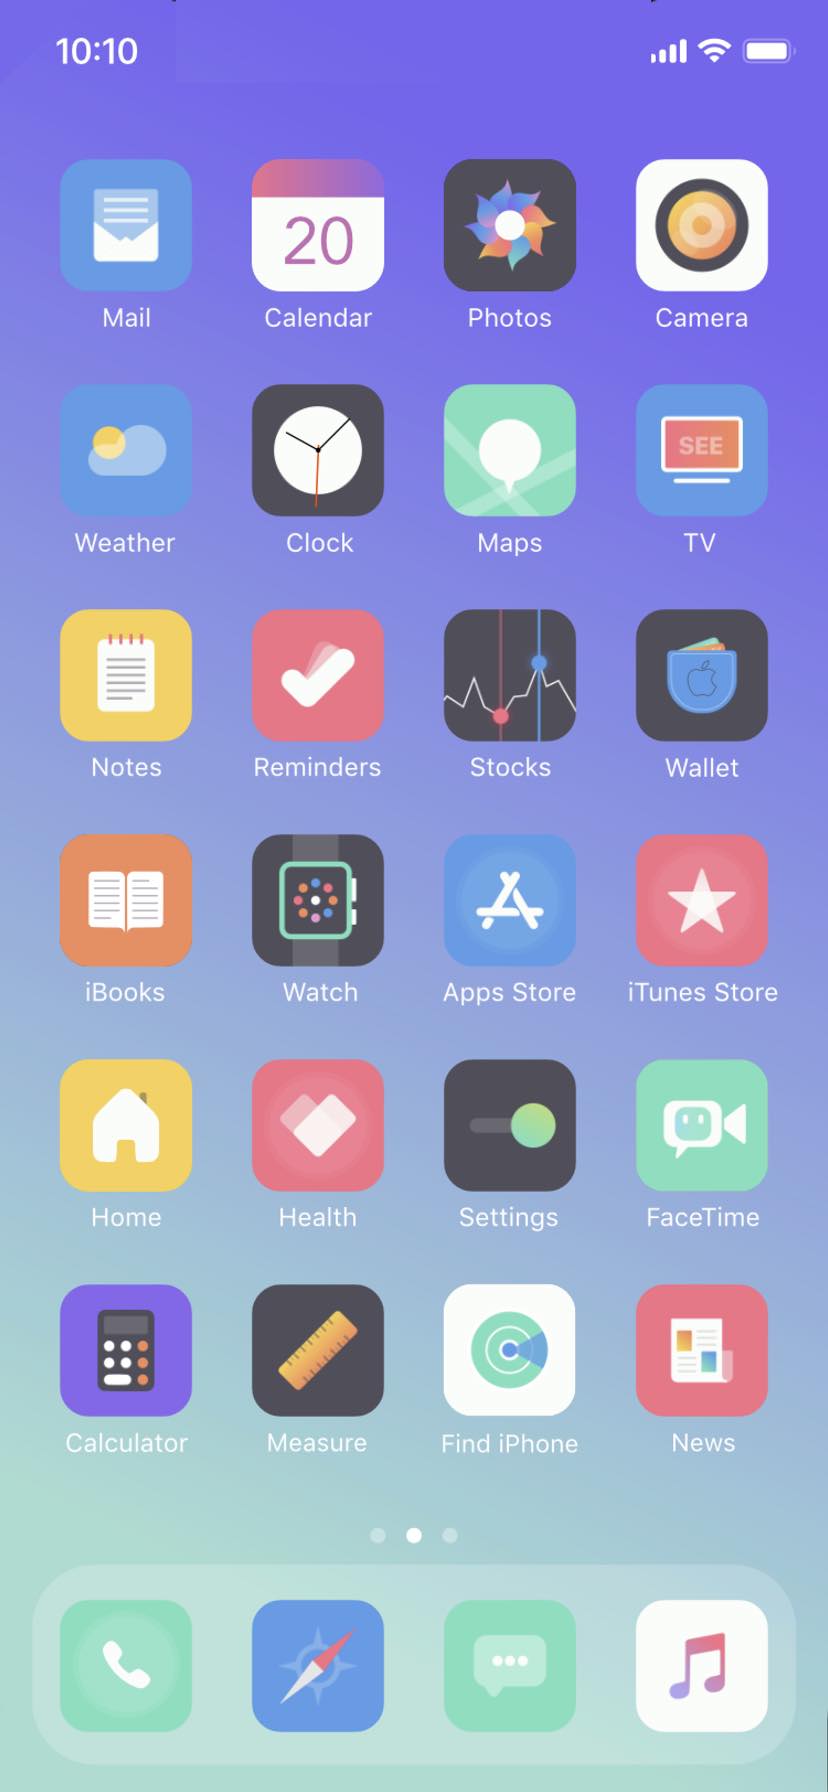 10:10
20
Mail
Calendar
Photos
Camera
SEE
Weather
Clock
Maps
TV
Notes
Reminders
Stocks
Wallet
iBooks
Watch
Apps Store
iTunes Store
Home
Health
Settings
FaceTime
Calculator
Measure
Find iPhone
News